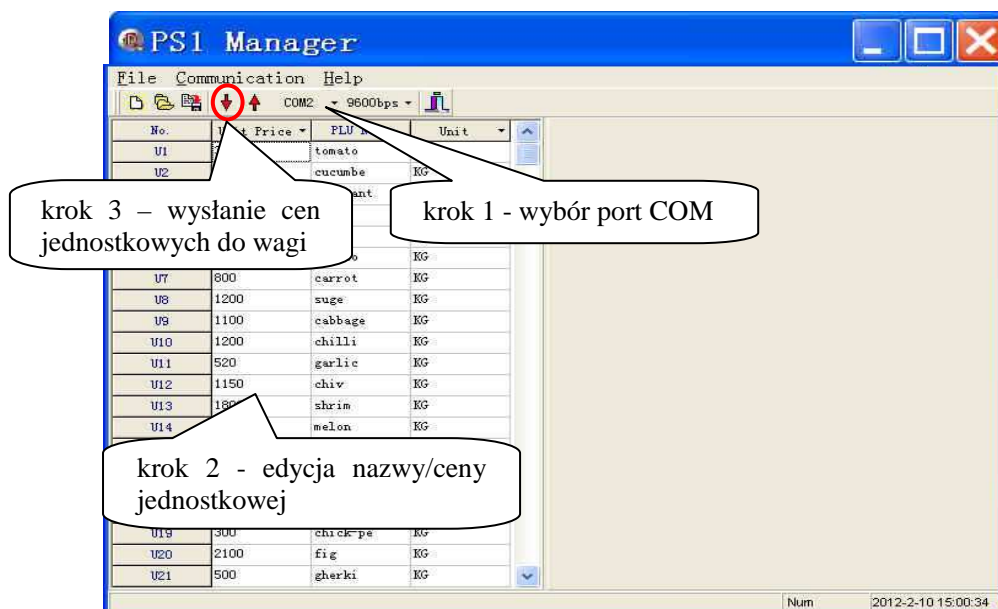 PS1 Manager
File Communication Help
COM2 9600bps
No. Price PLU Unit
U1 tomato
U2 cucumbe KG
krok 3 – wysłanie cen
jednostkowych do wagi
krok 1 - wybór port COM
KG
U7 800 carrot KG
U8 1200 suge KG
U9 1100 cabbage KG
U10 1200 chilli KG
U11 520 garlic KG
U12 1150 chiv KG
U13 shrim KG
U14 melon KG
krok 2 - edycja nazwy/ceny
jednostkowej
U19 300 chick-pe KG
U20 2100 fig KG
U21 500 gherki KG
Num 2012-2-10 15:00:34